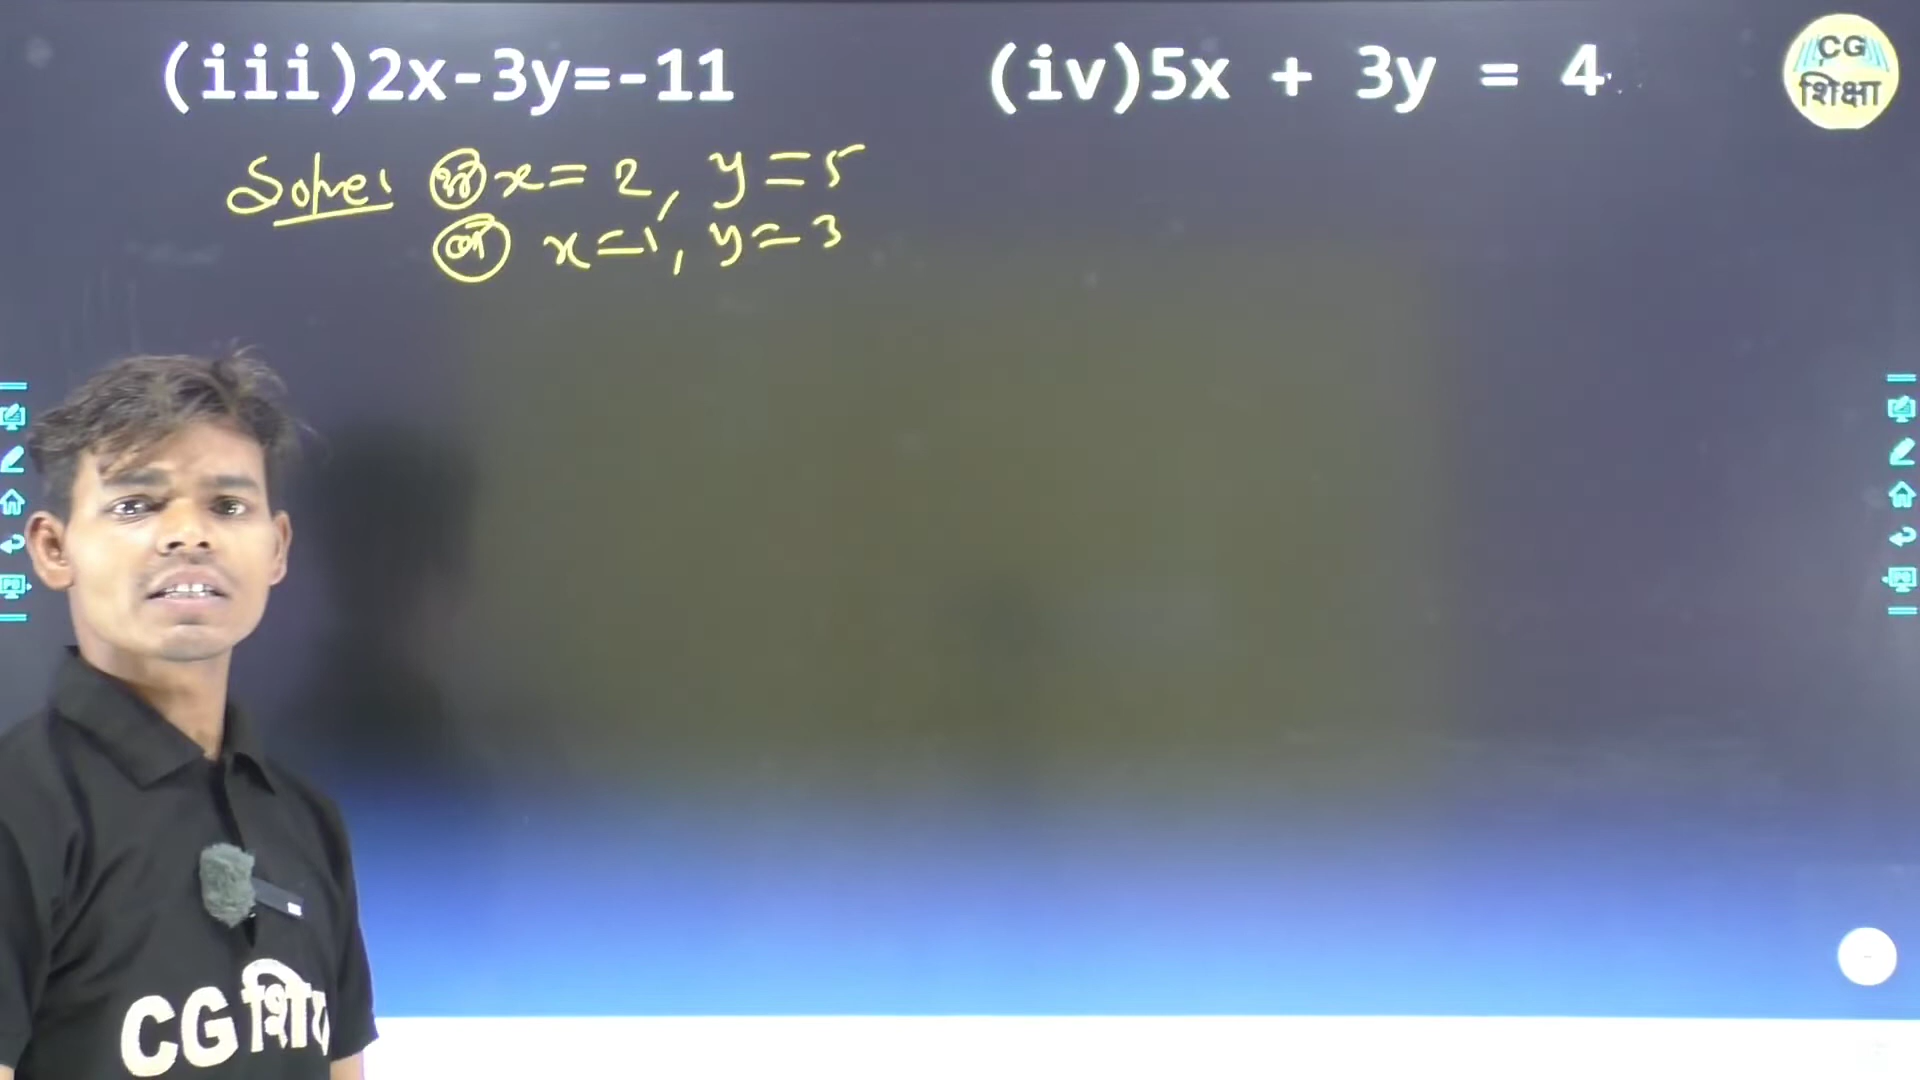 (iii)2x-3y=-11
(iv)5x + 3y = 4
CG
शिक्षा
Solve: x = 2, y = 5
x = 1, y = 3
CG शि